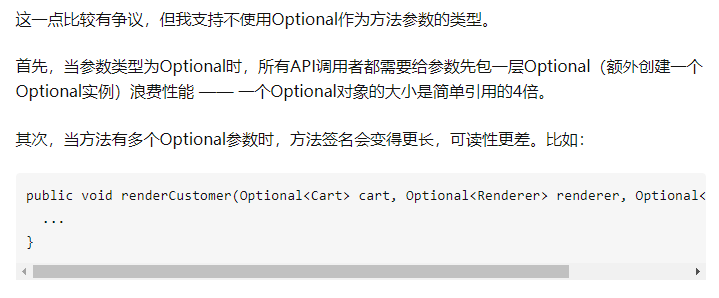 这一点比较有争议，但我支持不使用Optional作为方法参数的类型。
首先，当参数类型为Optional时，所有API调用者都需要给参数先包一层Optional（额外创建一个
Optional实例）浪费性能 —— 一个Optional对象的大小是简单引用的4倍。
其次，当方法有多个Optional参数时，方法签名会变得更长，可读性更差。比如：
public void renderCustomer(Optional<Cart> cart, Optional<Renderer> renderer, Optional<
...
}